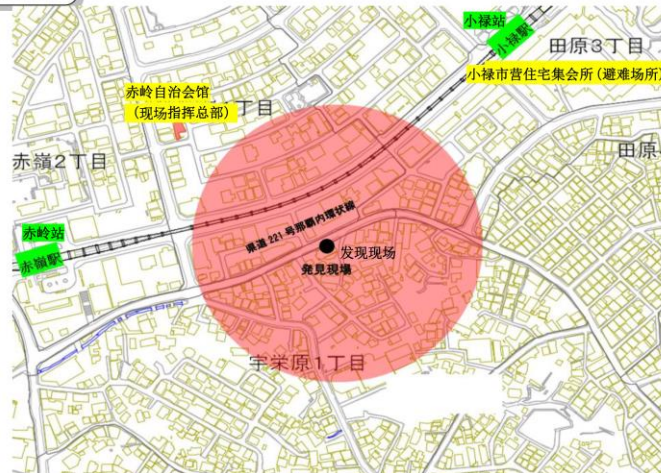 小禄站
小禄駅
田原3丁目
小禄市营住宅集会所(避难场所)
赤岭自治会馆
(现场指挥总部)
丁目
赤嶺2丁目
田原
県道221号那覇内環状線
赤岭站
赤嶺駅
发现现场
発見現場
宇栄原1丁目